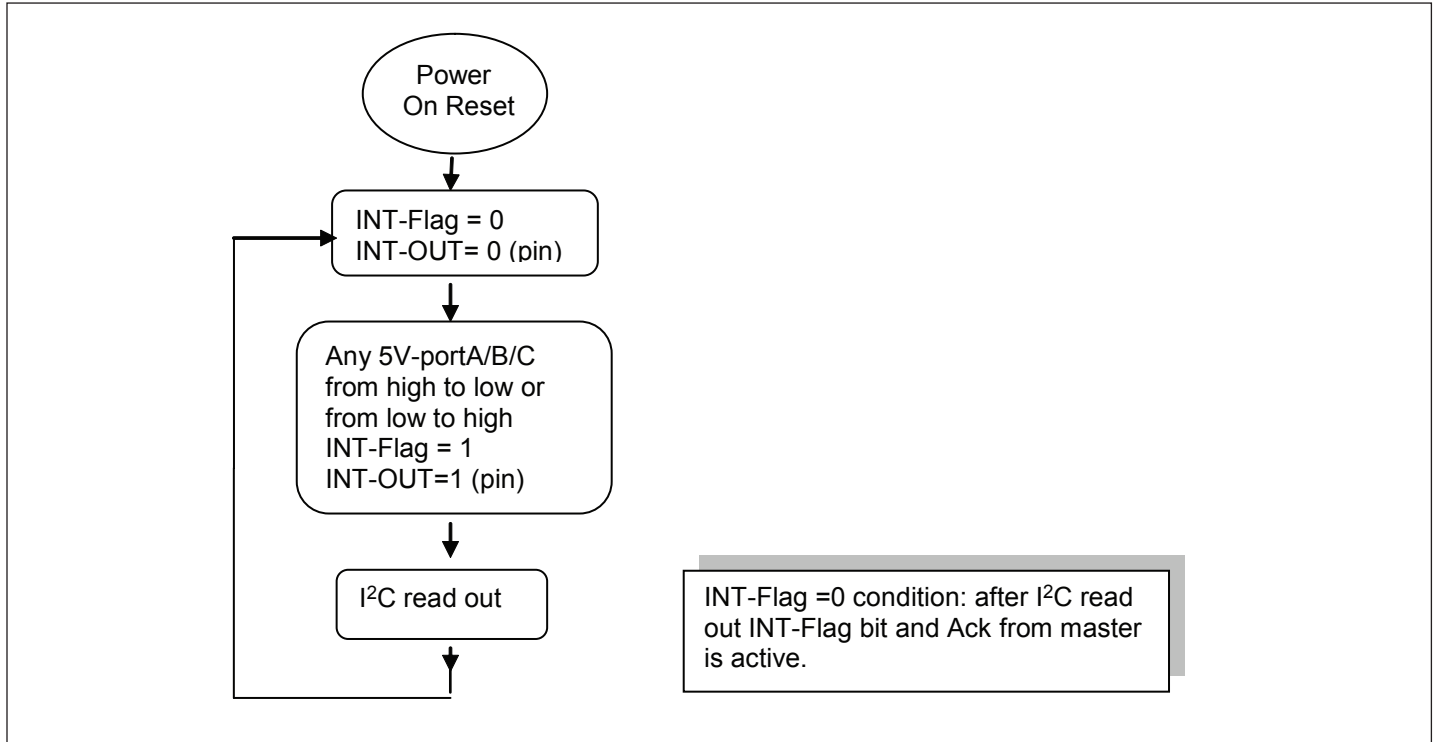 Power
On Reset
INT-Flag = 0
INT-OUT= 0 (pin)
Any 5V-portA/B/C
from high to low or
from low to high
INT-Flag = 1
INT-OUT=1 (pin)
I²C read out
INT-Flag =0 condition: after I²C read
out INT-Flag bit and Ack from master
is active.